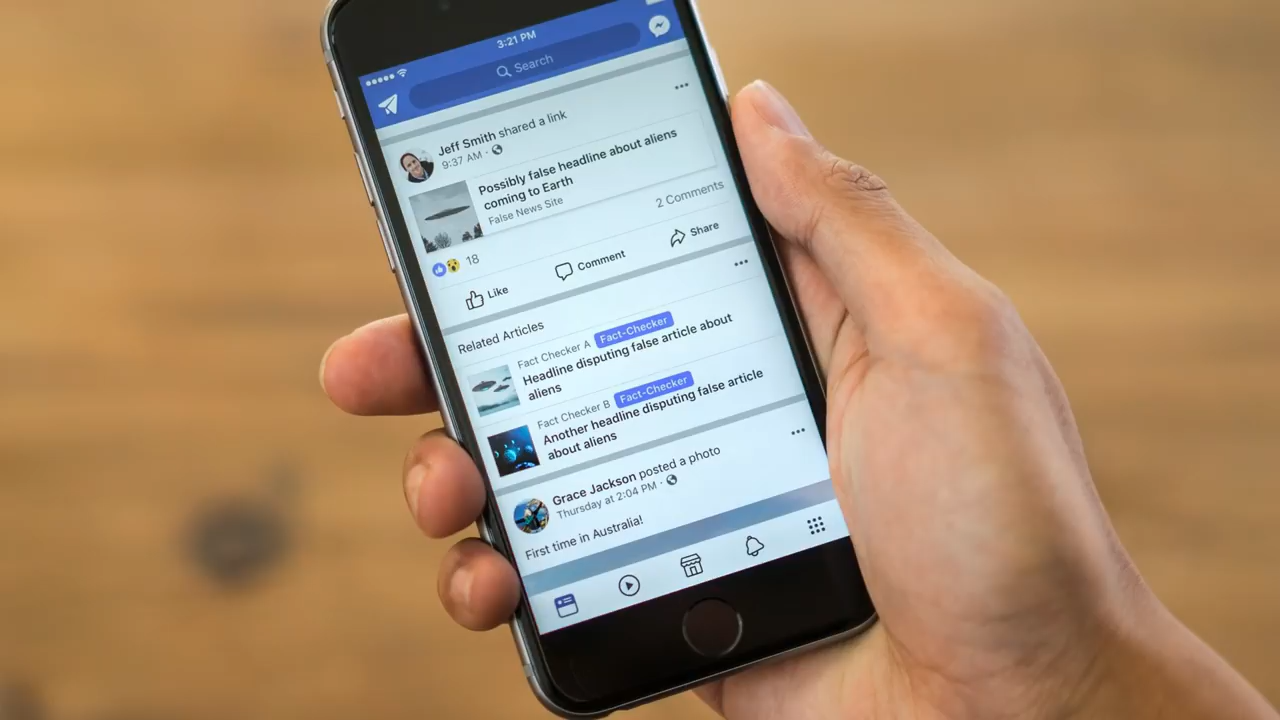 3:21 PM
Search
Jeff Smith shared a link
9:37 AM ·
Possibly false headline about aliens
coming to Earth
False News Site
18
2 Comments
Like
Comment
Share
Related Articles
Fact Checker A Fact-Checker
Headline disputing false article about
aliens
Fact Checker B Fact-Checker
Another headline disputing false article
about aliens
Grace Jackson posted a photo
Thursday at 2:04 PM ·
First time in Australia!